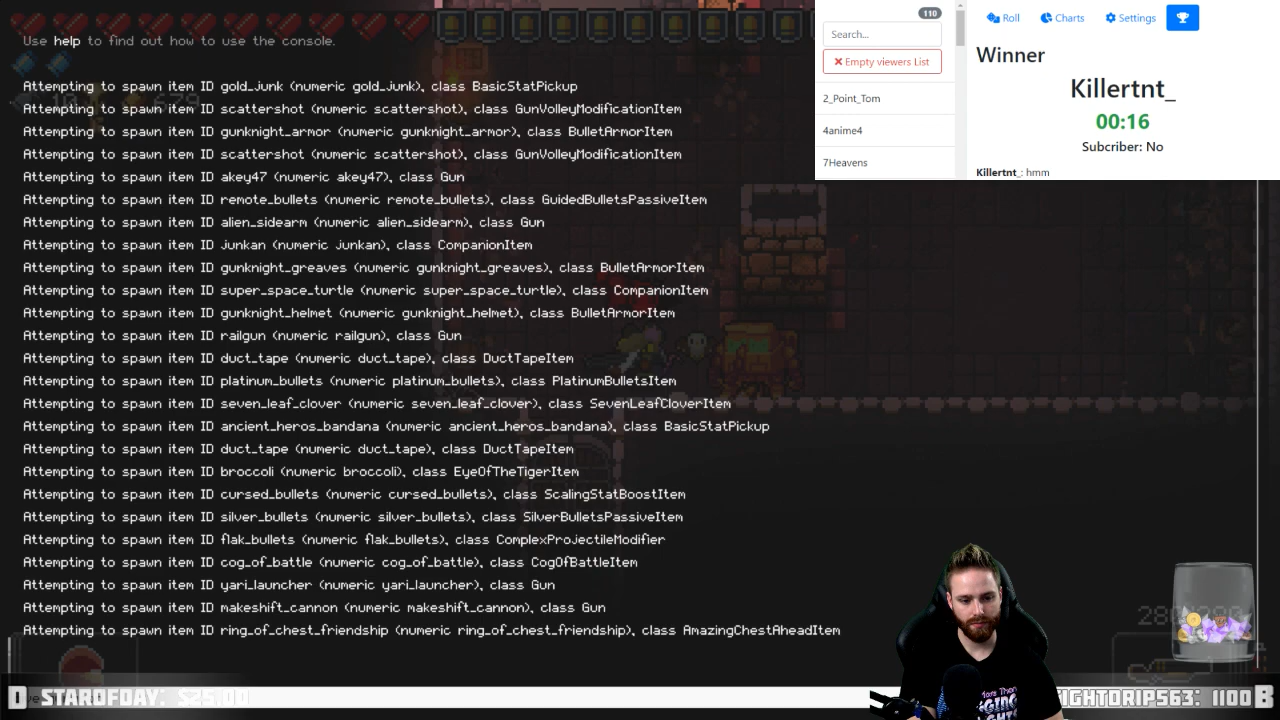 Use help to find out how to use the console.
Attempting to spawn item ID gold_junk (numeric gold_junk), class BasicStatPickup
Attempting to spawn item ID scattershot (numeric scattershot), class GunVolleyModificationItem
Attempting to spawn item ID gunknight_armor (numeric gunknight_armor), class BulletArmorItem
Attempting to spawn item ID scattershot (numeric scattershot), class GunVolleyModificationItem
Attempting to spawn item ID akey47 (numeric akey47), class Gun
Attempting to spawn item ID remote_bullets (numeric remote_bullets), class GuidedBulletsPassiveItem
Attempting to spawn item ID alien_sidearm (numeric alien_sidearm), class Gun
Attempting to spawn item ID junkan (numeric junkan), class CompanionItem
Attempting to spawn item ID gunknight_greaves (numeric gunknight_greaves), class BulletArmorItem
Attempting to spawn item ID super_space_turtle (numeric super_space_turtle), class CompanionItem
Attempting to spawn item ID gunknight_helmet (numeric gunknight_helmet), class BulletArmorItem
Attempting to spawn item ID railgun (numeric railgun), class Gun
Attempting to spawn item ID duct_tape (numeric duct_tape), class DuctTapeItem
Attempting to spawn item ID platinum_bullets (numeric platinum_bullets), class PlatinumBulletsItem
Attempting to spawn item ID seven_leaf_clover (numeric seven_leaf_clover), class SevenLeafCloverItem
Attempting to spawn item ID ancient_heros_bandana (numeric ancient_heros_bandana), class BasicStatPickup
Attempting to spawn item ID duct_tape (numeric duct_tape), class DuctTapeItem
Attempting to spawn item ID broccoli (numeric broccoli), class EyeOfTheTigerItem
Attempting to spawn item ID cursed_bullets (numeric cursed_bullets), class ScalingStatBoostItem
Attempting to spawn item ID silver_bullets (numeric silver_bullets), class SilverBulletsPassiveItem
Attempting to spawn item ID flak_bullets (numeric flak_bullets), class ComplexProjectileModifier
Attempting to spawn item ID cog_of_battle (numeric cog_of_battle), class CogOfBattleItem
Attempting to spawn item ID yari_launcher (numeric yari_launcher), class Gun
Attempting to spawn item ID makeshift_cannon (numeric makeshift_cannon), class Gun
Attempting to spawn item ID ring_of_chest_friendship (numeric ring_of_chest_friendship), class AmazingChestAheadItem
110
Search...
Empty viewers List
2_Point_Tom
4anime4
7Heavens
Roll Charts Settings
Winner
Killertnt_
00:16
Subcriber: No
Killertnt_: hmm
D STAROFDAY: $25.00
IGHTDRIP563: 1100 B